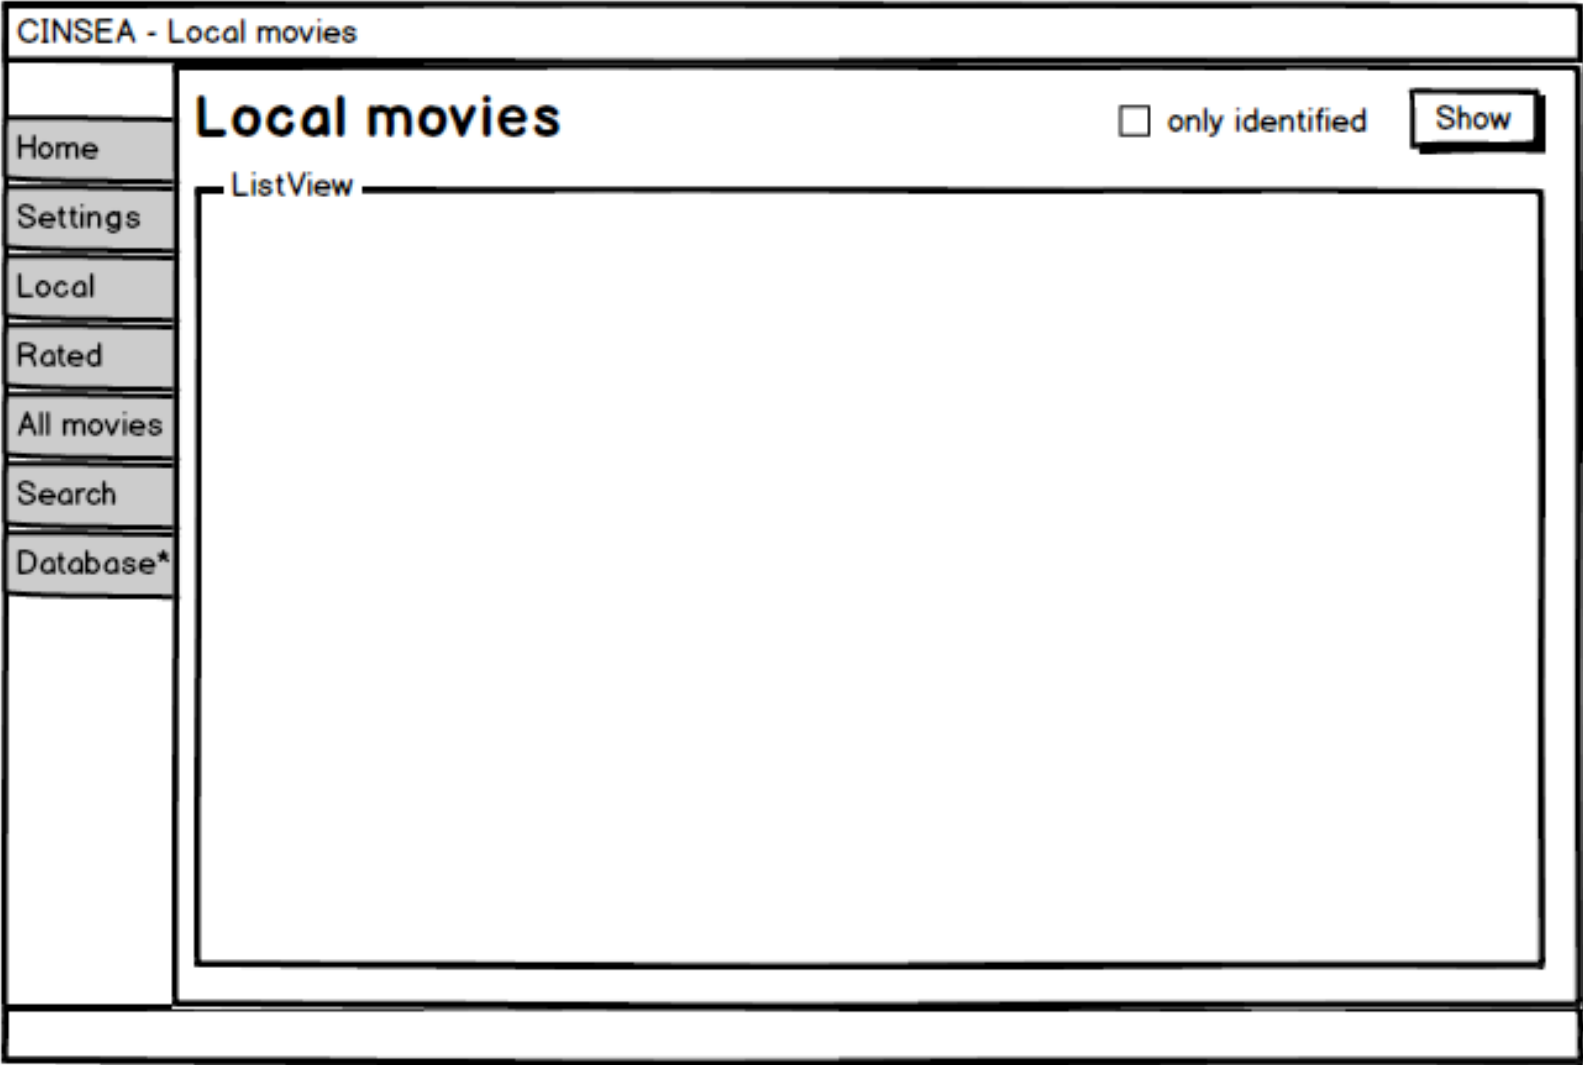 CINSEA - Local movies
Local movies
only identified
Show
Home
Settings
Local
Rated
All movies
Search
Database*
ListView